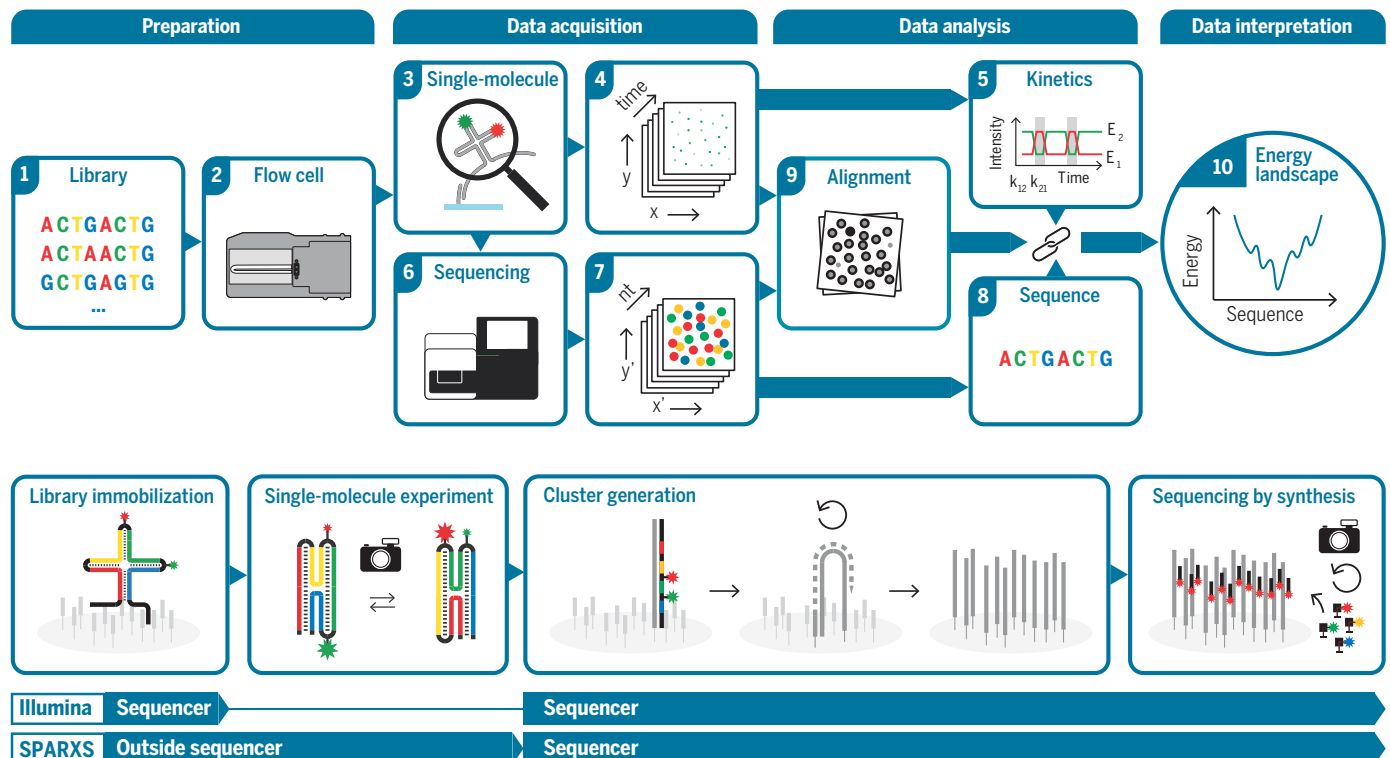 Preparation
Data acquisition
Data analysis
Data interpretation
1
Library
ACTGACTG
ACTAACTG
GCTGAGTG
...
2
Flow cell
3
Single-molecule
4
time
y
x
5
Kinetics
Intensity
E2
E1
k12 k21
Time
6
Sequencing
7
nt
y'
x'
9
Alignment
8
Sequence
ACTGACTG
10
Energy
landscape
Energy
Sequence
Library immobilization
Single-molecule experiment
Cluster generation
Sequencing by synthesis
Illumina
Sequencer
Sequencer
SPARXS
Outside sequencer
Sequencer